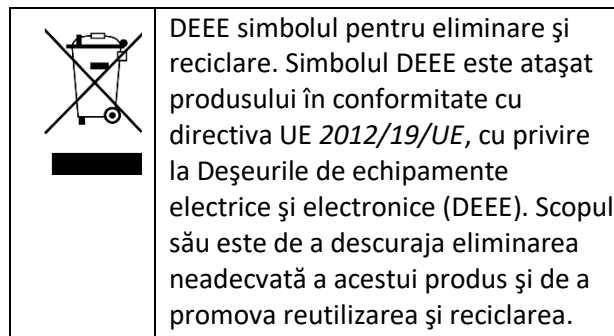 DEEE simbolul pentru eliminare şi
reciclare. Simbolul DEEE este ataşat
produsului în conformitate cu
directiva UE 2012/19/UE, cu privire
la Deşeurile de echipamente
electrice şi electronice (DEEE). Scopul
său este de a descuraja eliminarea
neadecvată a acestui produs şi de a
promova reutilizarea şi reciclarea.